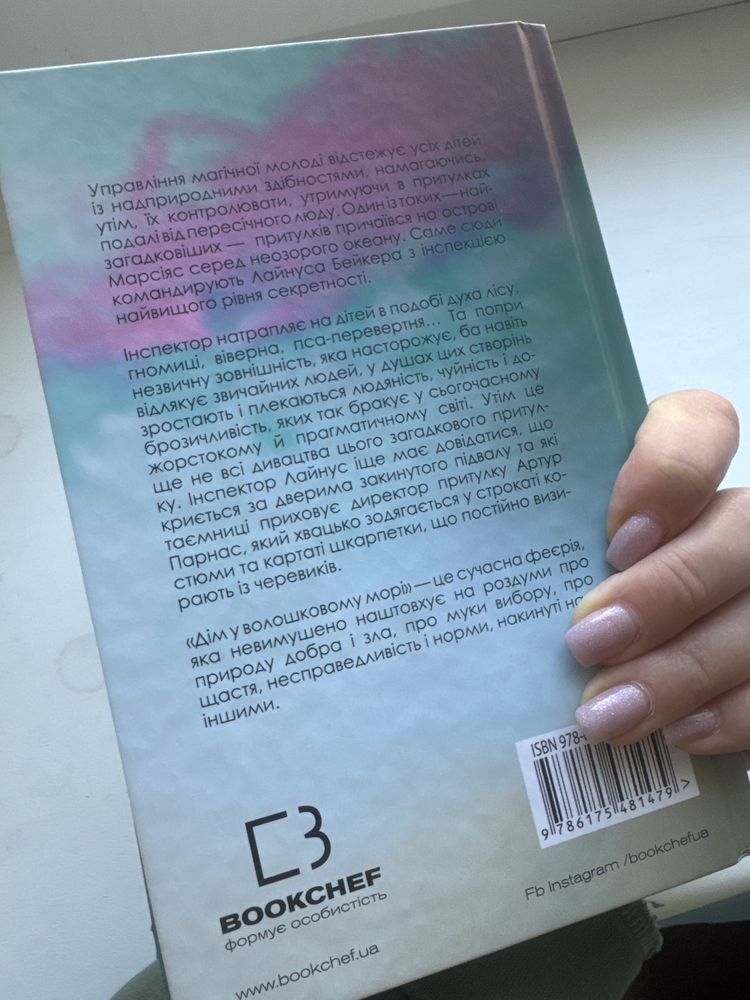 Управління магічної молоді відстежує усіх дітей
із надприродними здібностями, намагаючись,
утім, їх контролювати, утримуючи в притулках
подалі від пересічного люду. Один із таких — най-
загадковіших — притулків причаївся на острові
Марсіяс серед неозорого океану. Саме сюди
командирують Лайнуса Бейкера з інспекцією
найвищого рівня секретності.
Інспектор натрапляє на дітей в подобі духа лісу,
гномиці, віверна, пса-перевертня... Та попри
незвичну зовнішність, яка насторожує, ба навіть
відлякує звичайних людей, у душах цих створінь
зростають і плекаються людяність, чуйність і до-
брозичливість, яких так бракує у сьогочасному
жорстокому й прагматичному світі. Утім це
ще не всі дивацтва цього загадкового притул-
ку. Інспектор Лайнус іще має довідатися, що
криється за дверима закинутого підвалу та які
таємниці приховує директор притулку Артур
Парнас, який хвацько зодягається у строкаті ко-
стюми та картаті шкарпетки, що постійно визи-
рають із черевиків.
«Дім у волошковому морі» — це сучасна феєрія,
яка невимушено наштовхує на роздуми про
природу добра і зла, про муки вибору, про
щастя, несправедливість і норми, накинуті
іншими.
ISBN 978-
9 786175 481479 >
BOOKCHEF
формує особистість
Fb Instagram /bookchefua
www.bookchef.ua